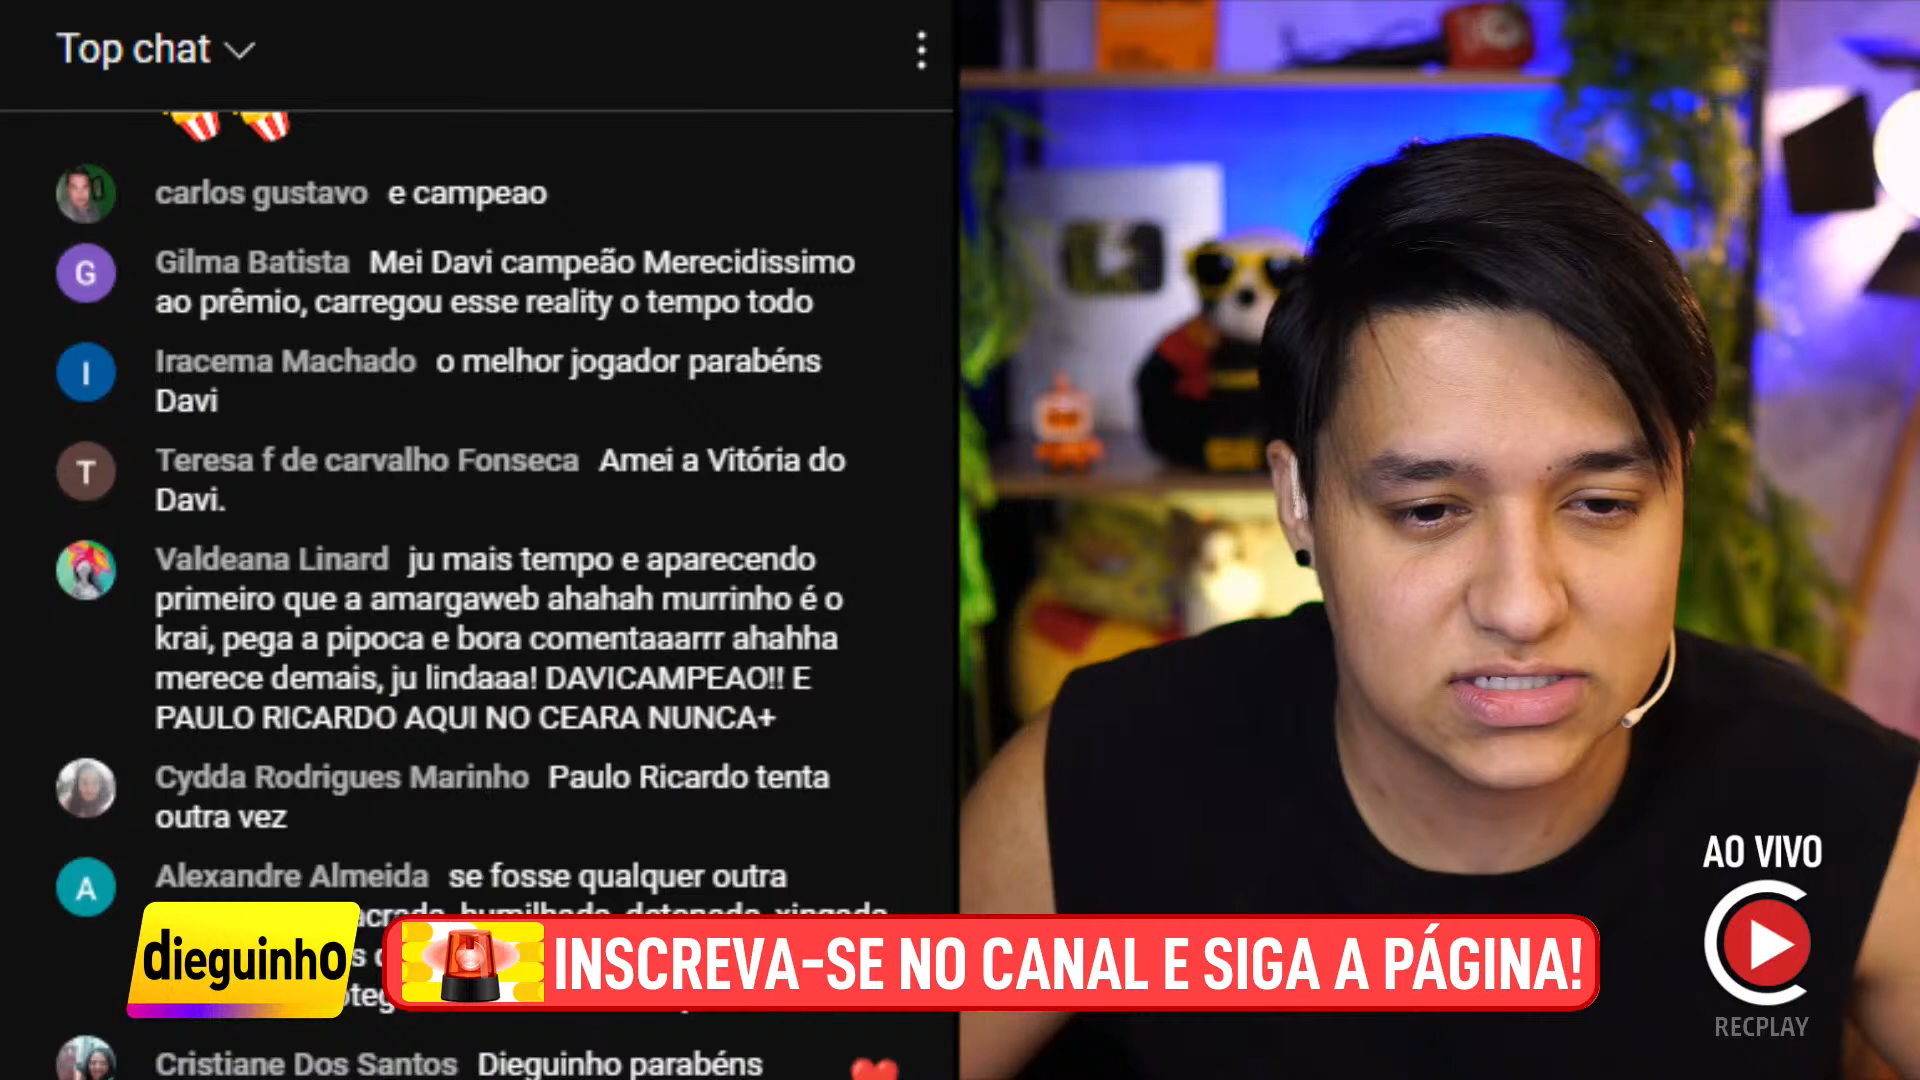 Top chat
carlos gustavo e campeao
G
Gilma Batista Mei Davi campeão Merecidissimo
ao prêmio, carregou esse reality o tempo todo
I
Iracema Machado o melhor jogador parabéns
Davi
T
Teresa f de carvalho Fonseca Amei a Vitória do
Davi.
Valdeana Linard ju mais tempo e aparecendo
primeiro que a amargaweb ahahah murrinho é o
krai, pega a pipoca e bora comentaaarrr ahahha
merece demais, ju lindaaa! DAVICAMPEAO!! E
PAULO RICARDO AQUI NO CEARA NUNCA+
Cydda Rodrigues Marinho Paulo Ricardo tenta
outra vez
A
Alexandre Almeida se fosse qualquer outra
Cristiane Dos Santos Dieguinho parabéns
dieguinho
INSCREVA-SE NO CANAL E SIGA A PÁGINA!
AO VIVO
RECPLAY